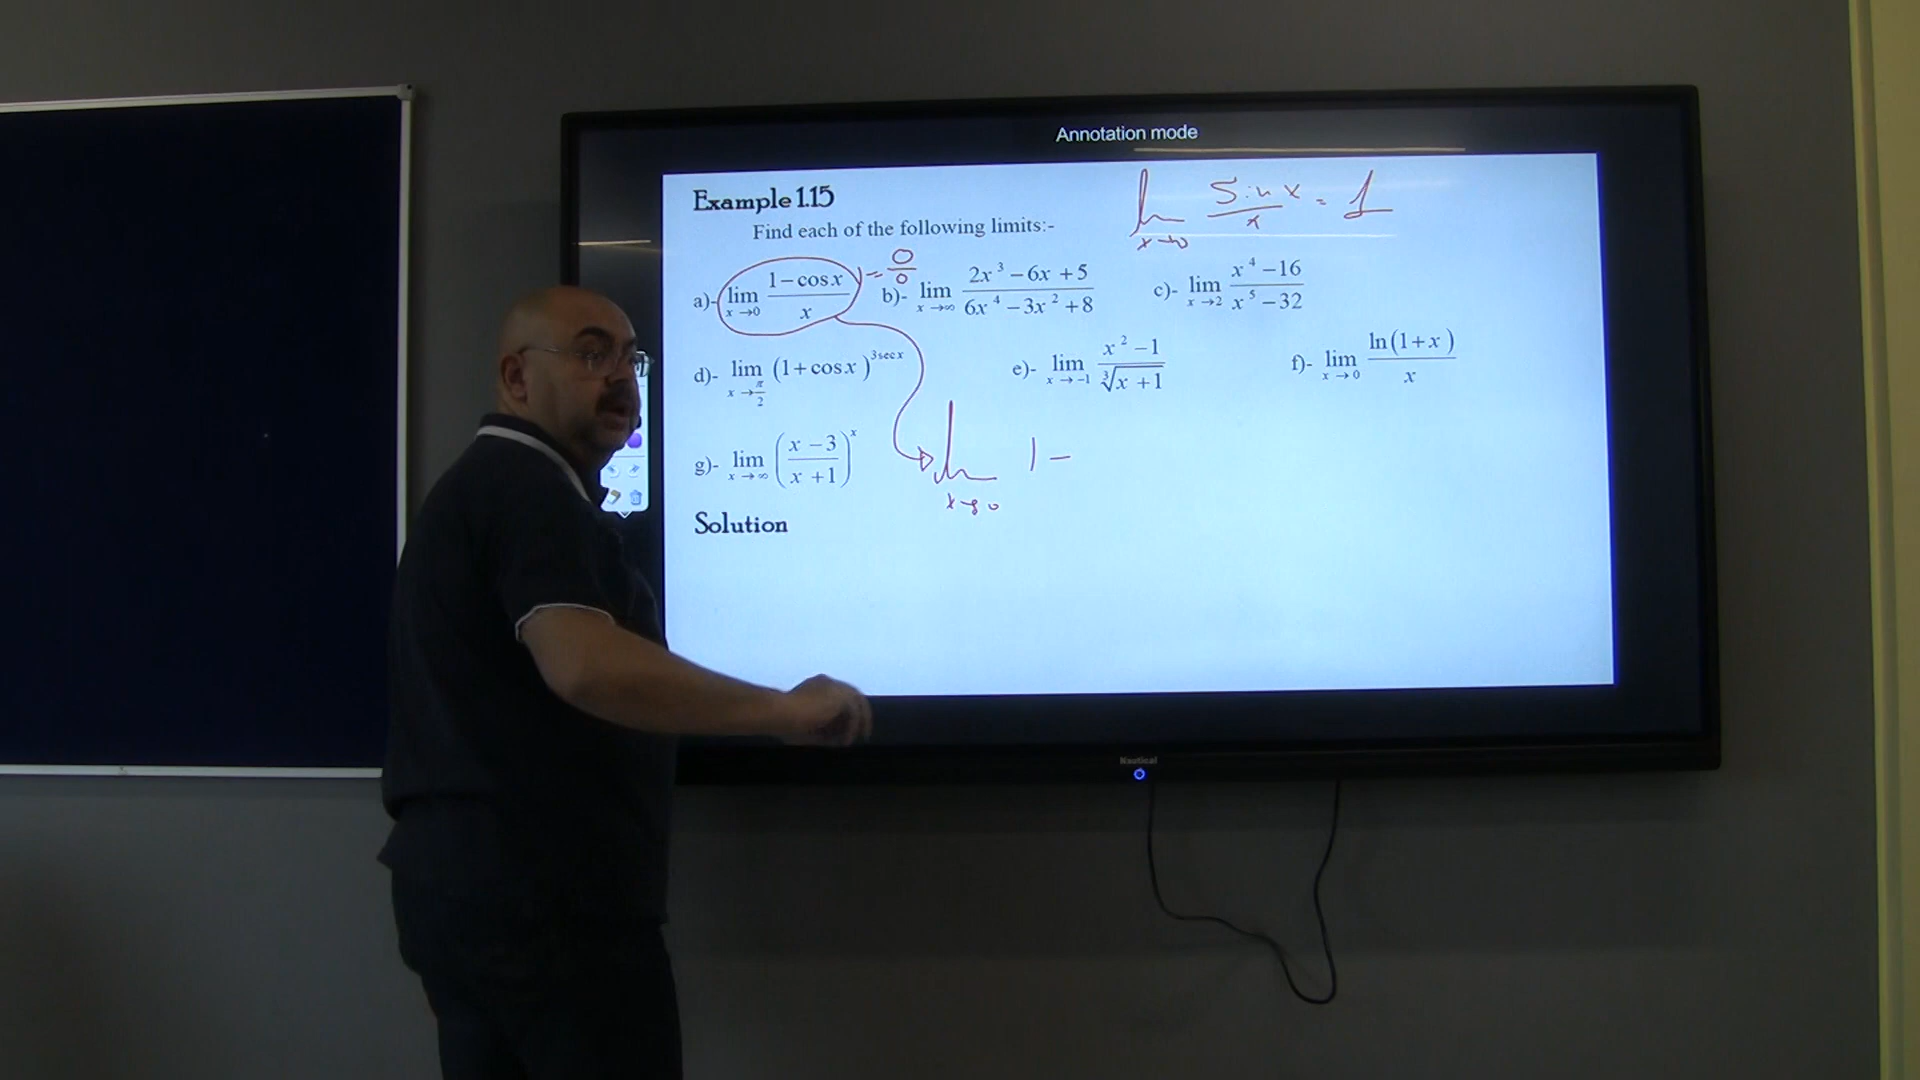 Annotation mode
Example 1.15
lim x→0 sin x / x = 1
Find each of the following limits:-
a)- lim x→0 (1 − cos x) / x = 0/0
b)- lim x→∞ (2x³ − 6x + 5) / (6x⁴ − 3x² + 8)
c)- lim x→2 (x⁴ − 16) / (x⁵ − 32)
d)- lim x→π/2 (1 + cos x)^(3 sec x)
e)- lim x→−1 (x² − 1) / ∛(x + 1)
f)- lim x→0 ln(1 + x) / x
g)- lim x→∞ ((x − 3) / (x + 1))^x
lim x→0 1 −
Solution
Nautical